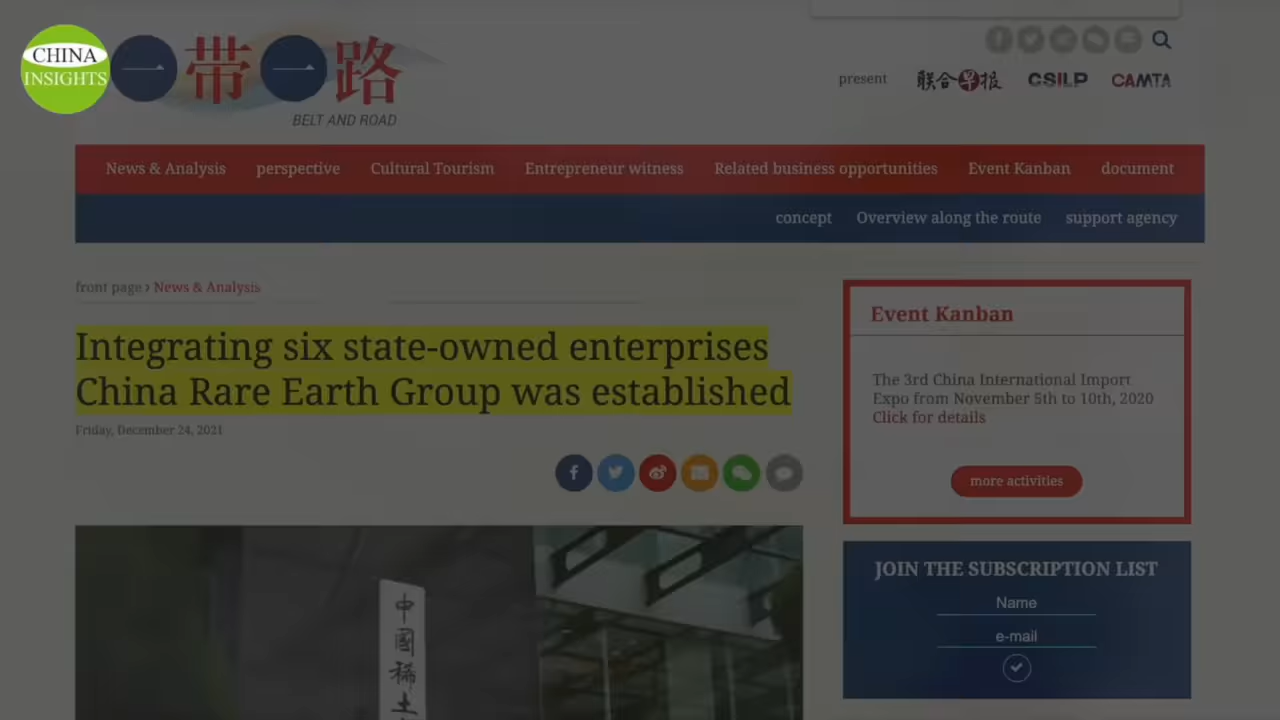 CHINA
INSIGHTS
一带一路
BELT AND ROAD
present 联合早报 CSILP CAMTA
News & Analysis perspective Cultural Tourism Entrepreneur witness Related business opportunities Event Kanban document
concept Overview along the route support agency
front page › News & Analysis
Integrating six state-owned enterprises
China Rare Earth Group was established
Friday, December 24, 2021
中
國
稀
土
Event Kanban
The 3rd China International Import
Expo from November 5th to 10th, 2020
Click for details
more activities
JOIN THE SUBSCRIPTION LIST
Name
e-mail